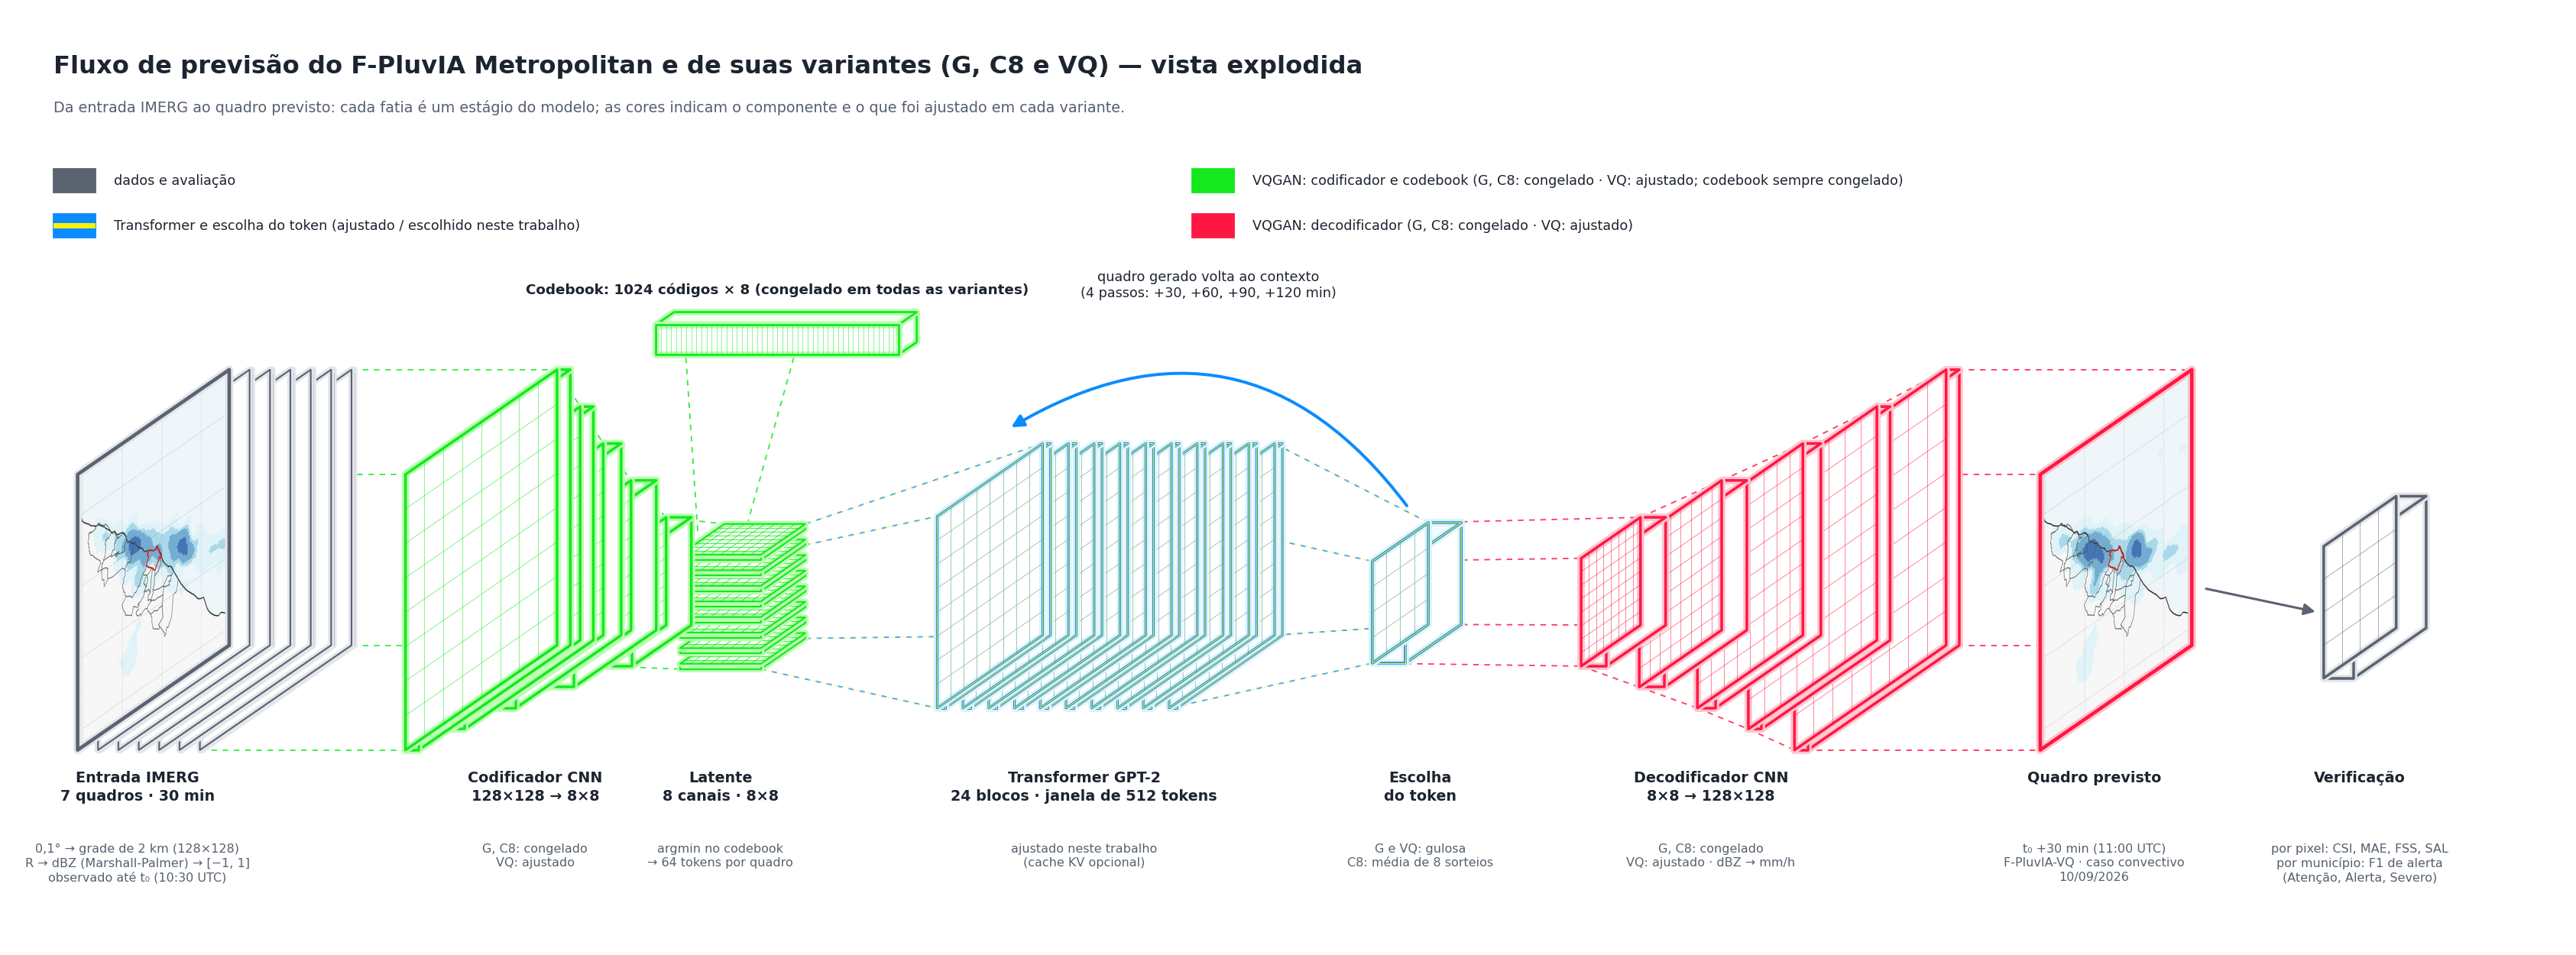 Fluxo de previsão do F-PluvIA Metropolitan e de suas variantes (G, C8 e VQ) — vista explodida
Da entrada IMERG ao quadro previsto: cada fatia é um estágio do modelo; as cores indicam o componente e o que foi ajustado em cada variante.
dados e avaliação
VQGAN: codificador e codebook (G, C8: congelado · VQ: ajustado; codebook sempre congelado)
Transformer e escolha do token (ajustado / escolhido neste trabalho)
VQGAN: decodificador (G, C8: congelado · VQ: ajustado)
Codebook: 1024 códigos × 8 (congelado em todas as variantes)
quadro gerado volta ao contexto
(4 passos: +30, +60, +90, +120 min)
Entrada IMERG
7 quadros · 30 min
0,1° → grade de 2 km (128×128)
R → dBZ (Marshall-Palmer) → [−1, 1]
observado até t₀ (10:30 UTC)
Codificador CNN
128×128 → 8×8
G, C8: congelado
VQ: ajustado
Latente
8 canais · 8×8
argmin no codebook
→ 64 tokens por quadro
Transformer GPT-2
24 blocos · janela de 512 tokens
ajustado neste trabalho
(cache KV opcional)
Escolha
do token
G e VQ: gulosa
C8: média de 8 sorteios
Decodificador CNN
8×8 → 128×128
G, C8: congelado
VQ: ajustado · dBZ → mm/h
Quadro previsto
t₀ +30 min (11:00 UTC)
F-PluvIA-VQ · caso convectivo
10/09/2026
Verificação
por pixel: CSI, MAE, FSS, SAL
por município: F1 de alerta
(Atenção, Alerta, Severo)